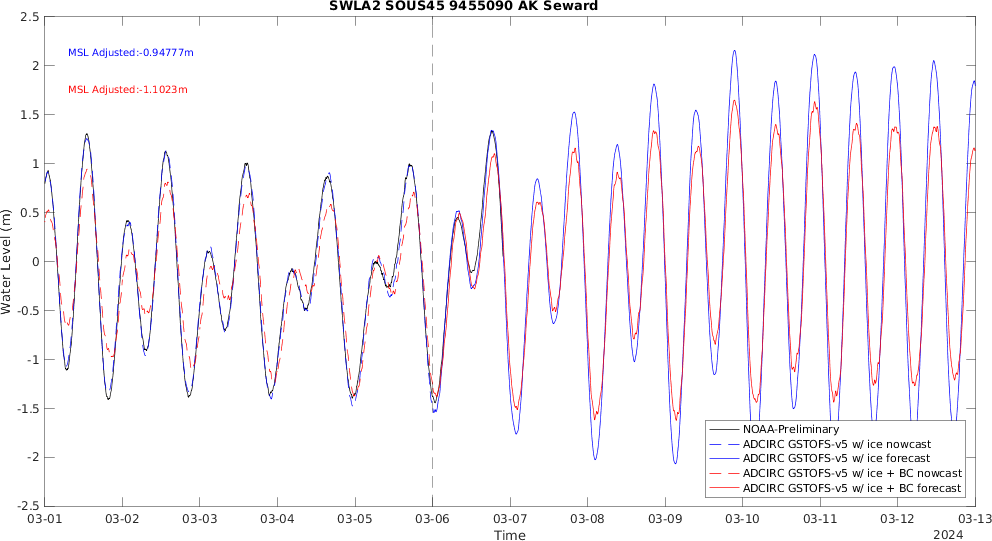 SWLA2 SOUS45 9455090 AK Seward
2.5
2
1.5
1
0.5
0
-0.5
-1
-1.5
-2
-2.5
Water Level (m)
MSL Adjusted:-0.94777m
MSL Adjusted:-1.1023m
NOAA-Preliminary
ADCIRC GSTOFS-v5 w/ ice nowcast
ADCIRC GSTOFS-v5 w/ ice forecast
ADCIRC GSTOFS-v5 w/ ice + BC nowcast
ADCIRC GSTOFS-v5 w/ ice + BC forecast
03-01 03-02 03-03 03-04 03-05 03-06 03-07 03-08 03-09 03-10 03-11 03-12 03-13
Time
2024